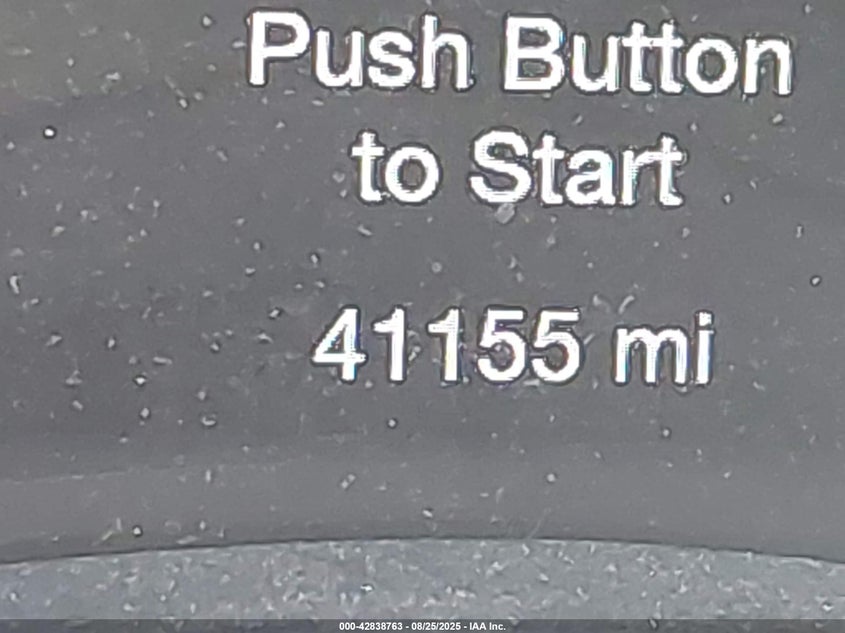 Push Button
to Start
41155 mi
000-42838763 - 08/25/2025 - IAA Inc.